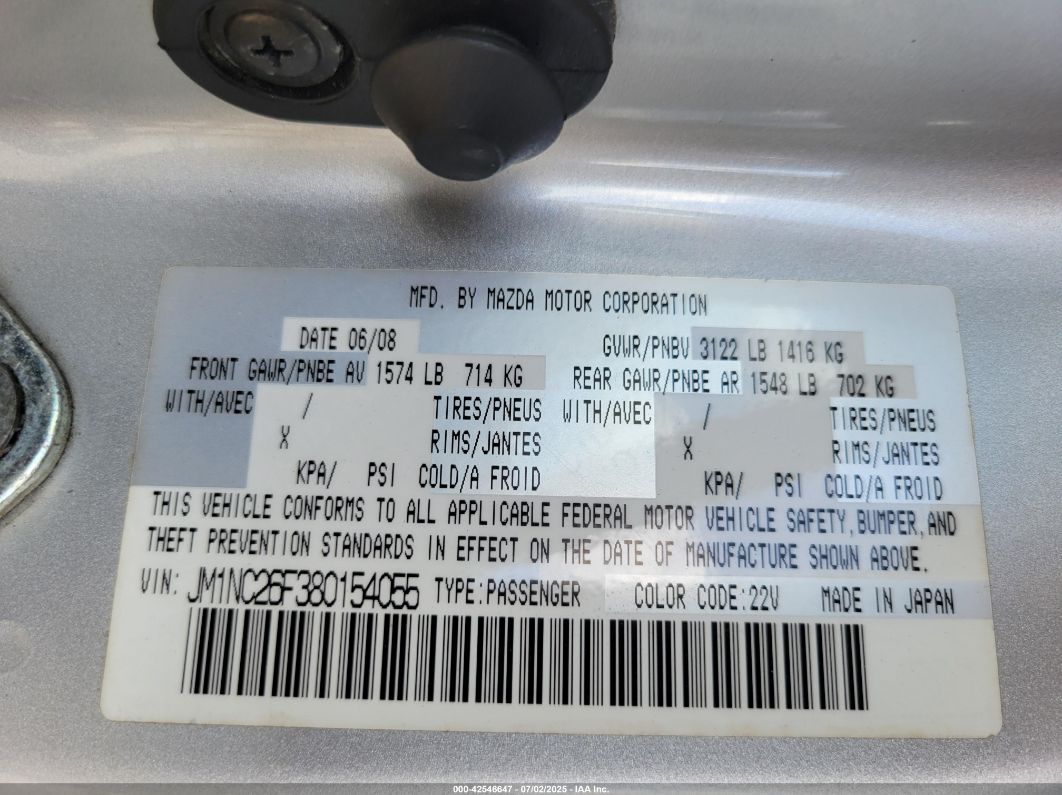 MFD. BY MAZDA MOTOR CORPORATION
DATE 06/08 GVWR/PNBV 3122 LB 1416 KG
FRONT GAWR/PNBE AV 1574 LB 714 KG REAR GAWR/PNBE AR 1548 LB 702 KG
WITH/AVEC / TIRES/PNEUS WITH/AVEC / TIRES/PNEUS
X RIMS/JANTES X RIMS/JANTES
KPA/ PSI COLD/A FROID KPA/ PSI COLD/A FROID
THIS VEHICLE CONFORMS TO ALL APPLICABLE FEDERAL MOTOR VEHICLE SAFETY, BUMPER, AND
THEFT PREVENTION STANDARDS IN EFFECT ON THE DATE OF MANUFACTURE SHOWN ABOVE.
VIN: JM1NC26F380154055 TYPE:PASSENGER COLOR CODE:22V MADE IN JAPAN
000-42546647 - 07/02/2025 - IAA Inc.